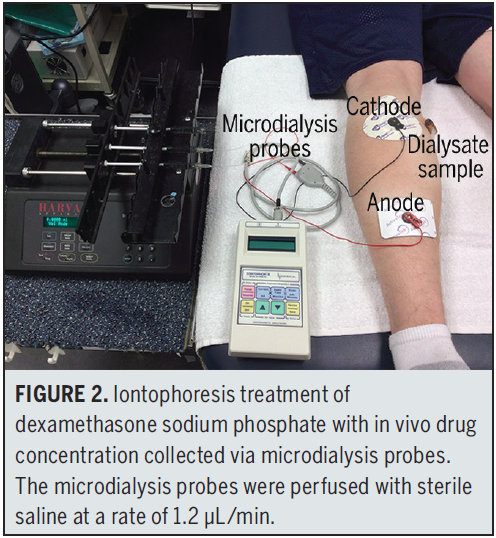 Cathode
Microdialysis
probes
Dialysate
sample
Anode
HARVA
FIGURE 2. Iontophoresis treatment of
dexamethasone sodium phosphate with in vivo drug
concentration collected via microdialysis probes.
The microdialysis probes were perfused with sterile
saline at a rate of 1.2 µL/min.